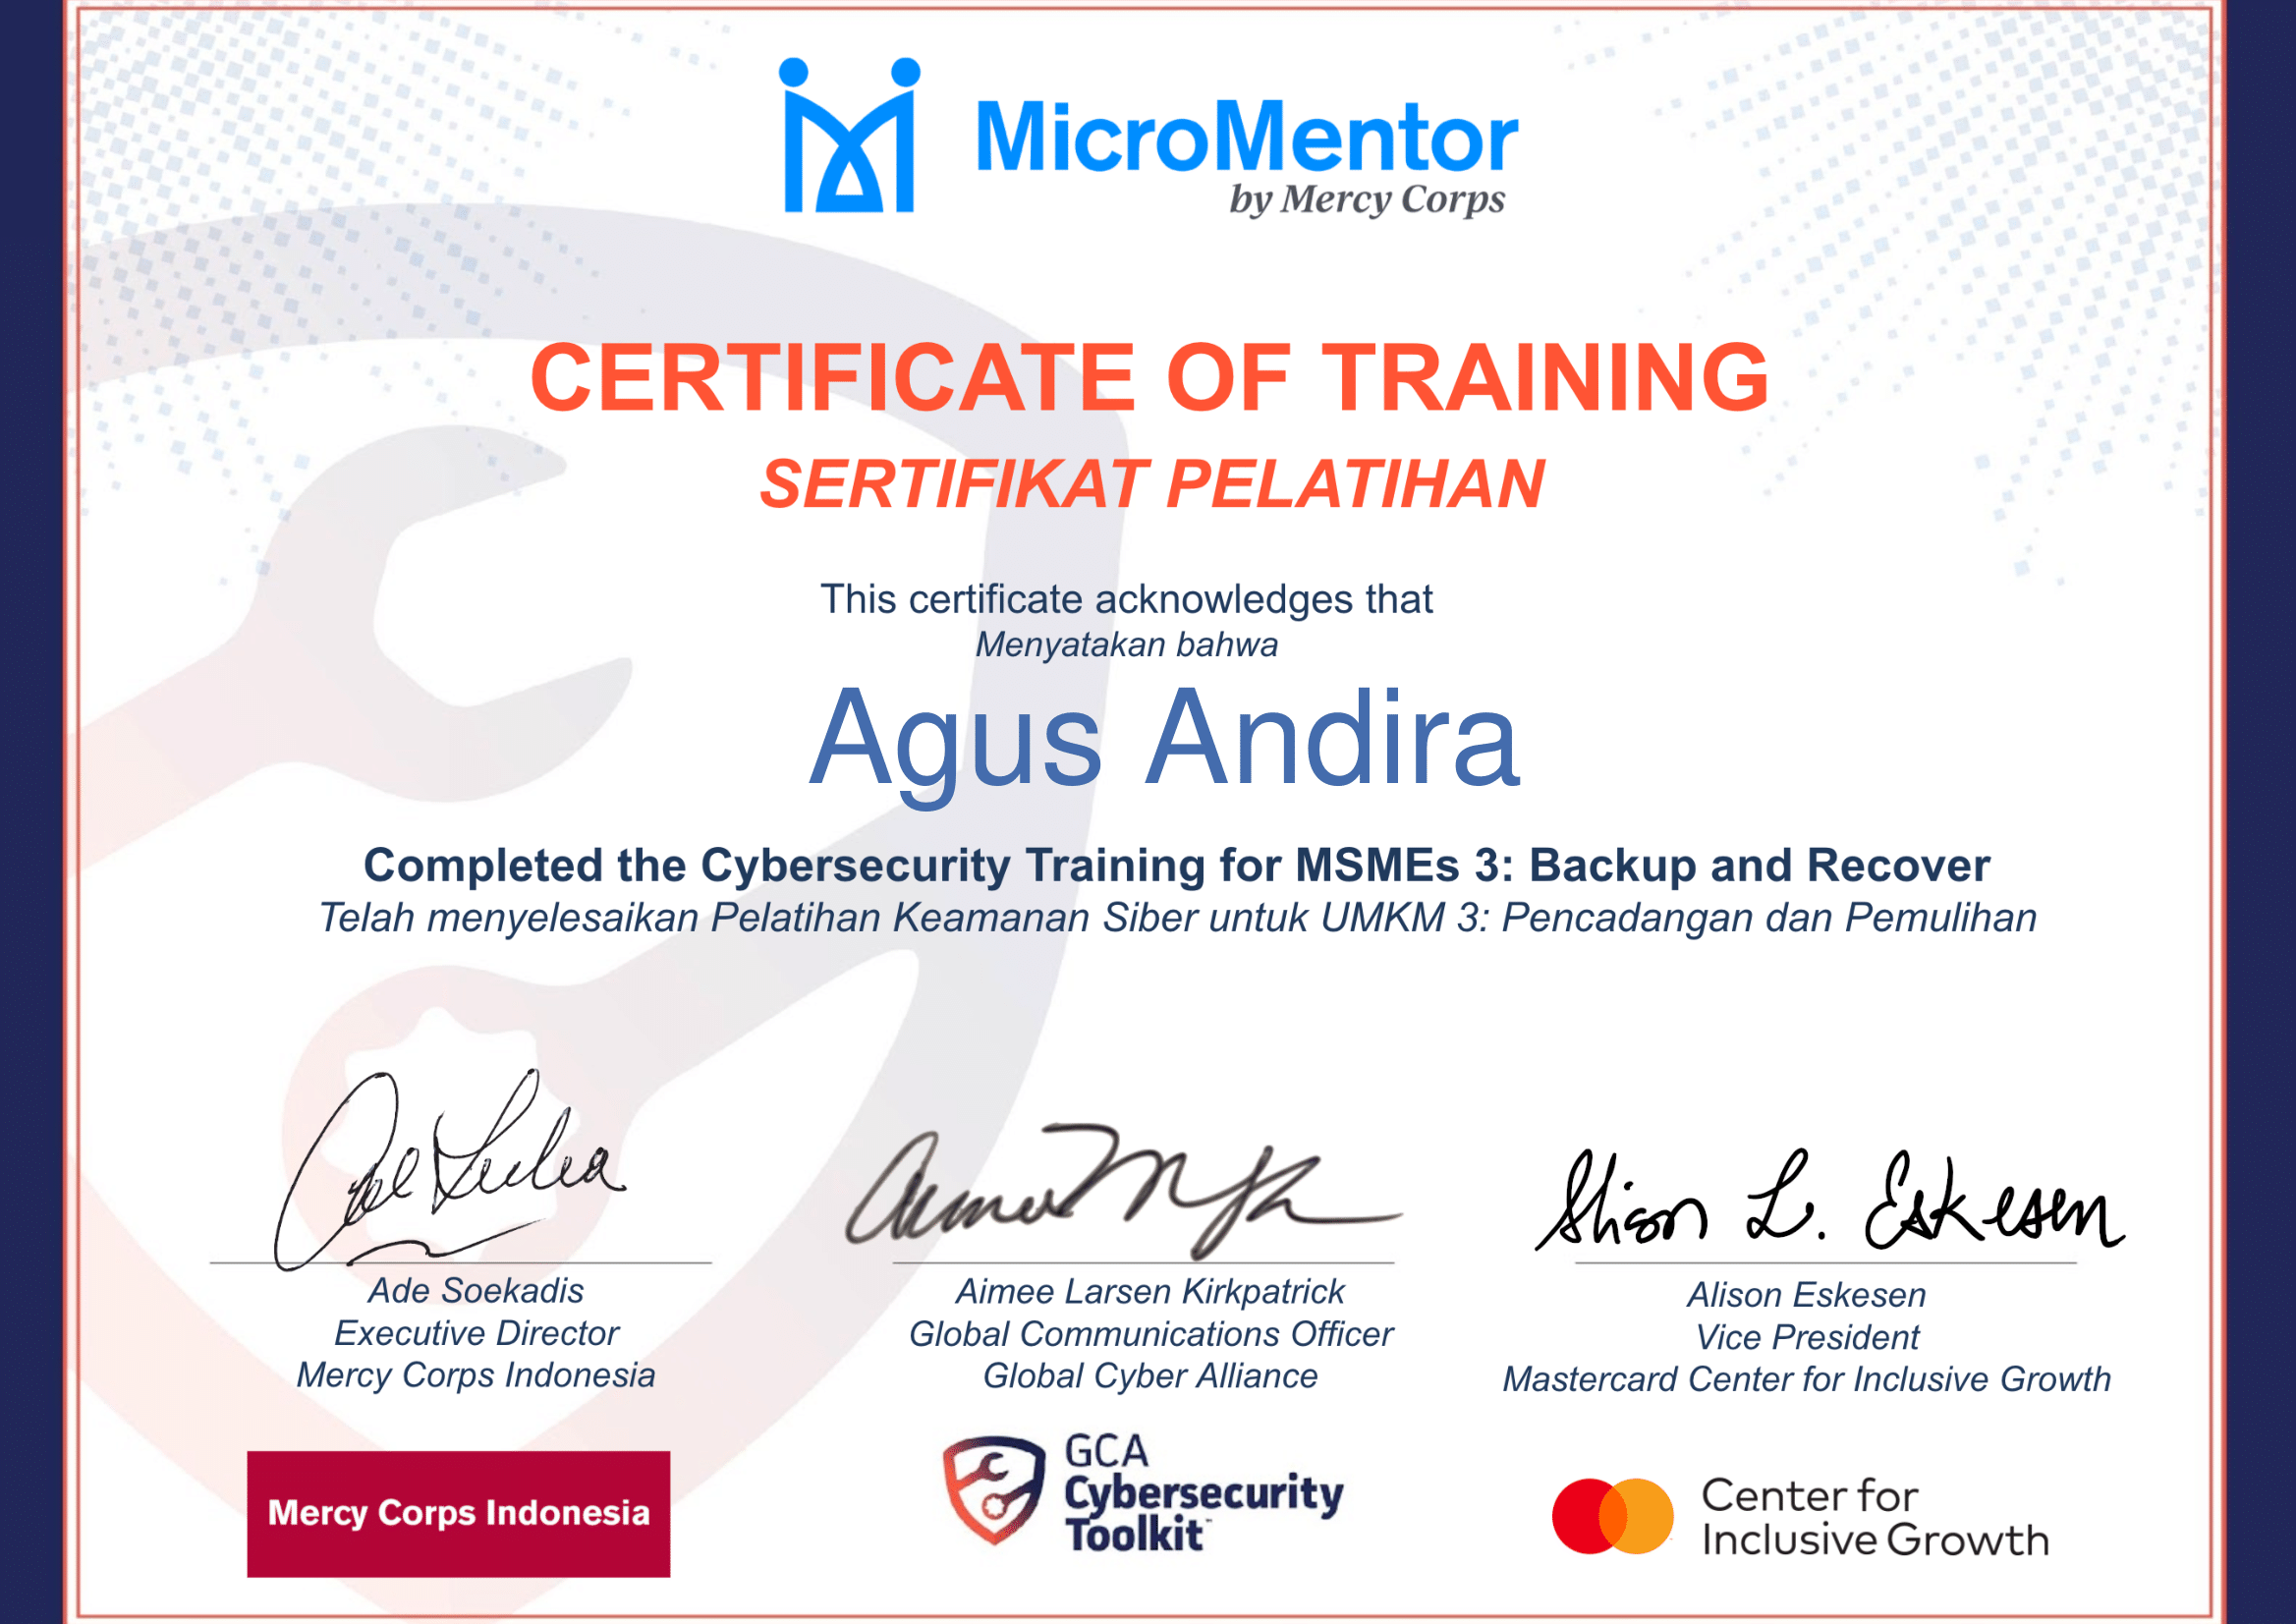 MicroMentor
by Mercy Corps
CERTIFICATE OF TRAINING
SERTIFIKAT PELATIHAN
This certificate acknowledges that
Menyatakan bahwa
Agus Andira
Completed the Cybersecurity Training for MSMEs 3: Backup and Recover
Telah menyelesaikan Pelatihan Keamanan Siber untuk UMKM 3: Pencadangan dan Pemulihan
Alison L. Eskesen
Ade Soekadis
Executive Director
Mercy Corps Indonesia
Aimee Larsen Kirkpatrick
Global Communications Officer
Global Cyber Alliance
Alison Eskesen
Vice President
Mastercard Center for Inclusive Growth
Mercy Corps Indonesia
GCA
Cybersecurity
Toolkit™
Center for
Inclusive Growth